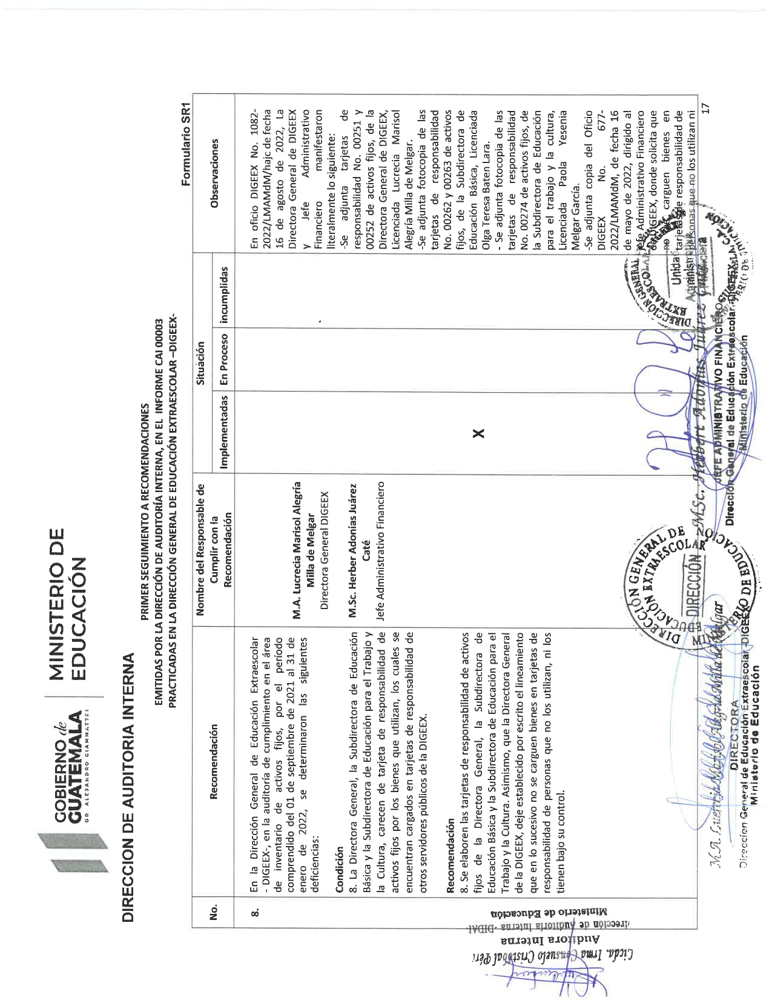 GOBIERNO de
GUATEMALA
DR. ALEJANDRO GIAMMATTEI
MINISTERIO DE
EDUCACIÓN
DIRECCION DE AUDITORIA INTERNA
PRIMER SEGUIMIENTO A RECOMENDACIONES
EMITIDAS POR LA DIRECCIÓN DE AUDITORÍA INTERNA, EN EL INFORME CAI 00003
PRACTICADAS EN LA DIRECCIÓN GENERAL DE EDUCACIÓN EXTRAESCOLAR –DIGEEX-
Formulario SR1
No.
Recomendación
Nombre del Responsable de
Cumplir con la
Recomendación
Situación
Implementadas
En Proceso
incumplidas
Observaciones
8.
En la Dirección General de Educación Extraescolar
- DIGEEX-, en la auditoría de cumplimiento en el área
de inventario de activos fijos, por el período
comprendido del 01 de septiembre de 2021 al 31 de
enero de 2022, se determinaron las siguientes
deficiencias:
Condición
8. La Directora General, la Subdirectora de Educación
Básica y la Subdirectora de Educación para el Trabajo y
la Cultura, carecen de tarjeta de responsabilidad de
activos fijos por los bienes que utilizan, los cuales se
encuentran cargados en tarjetas de responsabilidad de
otros servidores públicos de la DIGEEX.
Recomendación
8. Se elaboren las tarjetas de responsabilidad de activos
fijos de la Directora General, la Subdirectora de
Educación Básica y la Subdirectora de Educación para el
Trabajo y la Cultura. Asimismo, que la Directora General
de la DIGEEX, deje establecido por escrito el lineamiento
que en lo sucesivo no se carguen bienes en tarjetas de
responsabilidad de personas que no los utilizan, ni los
tienen bajo su control.
M.A. Lucrecia Marisol Alegría
Milla de Melgar
Directora General DIGEEX
M.Sc. Herber Adonías Juárez
Caté
Jefe Administrativo Financiero
X
En oficio DIGEEX No. 1082-
2022/LMAMdM/hajc de fecha
16 de agosto de 2022, La
Directora General de DIGEEX
y Jefe Administrativo
Financiero manifestaron
literalmente lo siguiente:
-Se adjunta tarjetas de
responsabilidad No. 00251 y
00252 de activos fijos, de la
Directora General de DIGEEX,
Licenciada Lucrecia Marisol
Alegría Milla de Melgar.
-Se adjunta fotocopia de las
tarjetas de responsabilidad
No. 00262 y 00263 de activos
fijos, de la Subdirectora de
Educación Básica, Licenciada
Olga Teresa Baten Lara.
- Se adjunta fotocopia de las
tarjetas de responsabilidad
No. 00274 de activos fijos, de
la Subdirectora de Educación
para el trabajo y la cultura,
Licenciada Paola Yesenia
Melgar García.
-Se adjunta copia del Oficio
DIGEEX No. 677-
2022/LMAMdM, de fecha 16
de mayo de 2022, dirigido al
Jefe Administrativo Financiero
de DIGEEX, donde solicita que
no se carguen bienes en
tarjetas de responsabilidad de
personas que no los utilizan ni
17
Licda. Irma Consuelo Cristobal
Auditora Interna
Dirección de Auditoría Interna -DIDAI-
Ministerio de Educación
DIRECCIÓN GENERAL DE
EDUCACIÓN EXTRAESCOLAR
DIRECCIÓN
MINISTERIO DE EDUCACIÓN
M.A. Lucrecia Marisol Alegría Milla de Melgar
DIRECTORA
Dirección General de Educación Extraescolar -DIGEEX
Ministerio de Educación
DIRECCIÓN GENERAL
EXTRAESCOLAR -DIGEEX
Unidad
MSc. Herbert Adonías Juárez Caté
JEFE ADMINISTRATIVO FINANCIERO
Dirección General de Educación Extraescolar -DIGEEX-
Ministerio de Educación